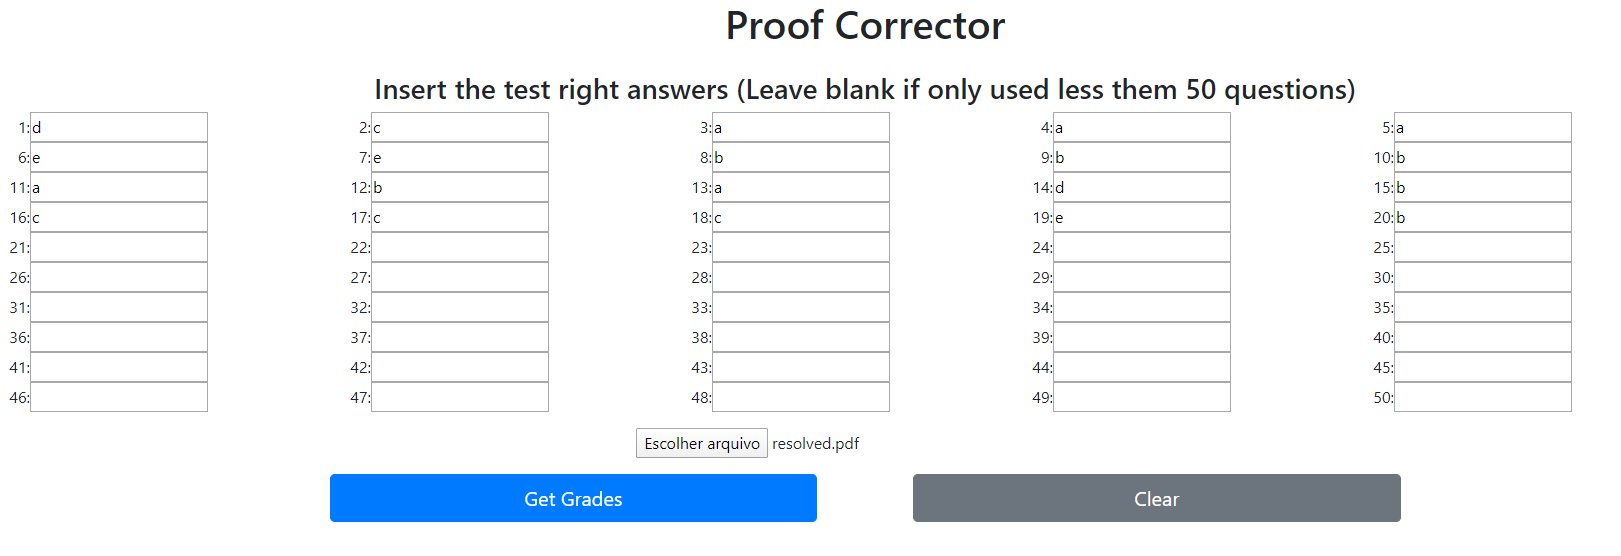 Proof Corrector
Insert the test right answers (Leave blank if only used less them 50 questions)
1: d 2: c 3: a 4: a 5: a
6: e 7: e 8: b 9: b 10: b
11: a 12: b 13: a 14: d 15: b
16: c 17: c 18: c 19: e 20: b
21: 22: 23: 24: 25:
26: 27: 28: 29: 30:
31: 32: 33: 34: 35:
36: 37: 38: 39: 40:
41: 42: 43: 44: 45:
46: 47: 48: 49: 50:
Escolher arquivo resolved.pdf
Get Grades Clear